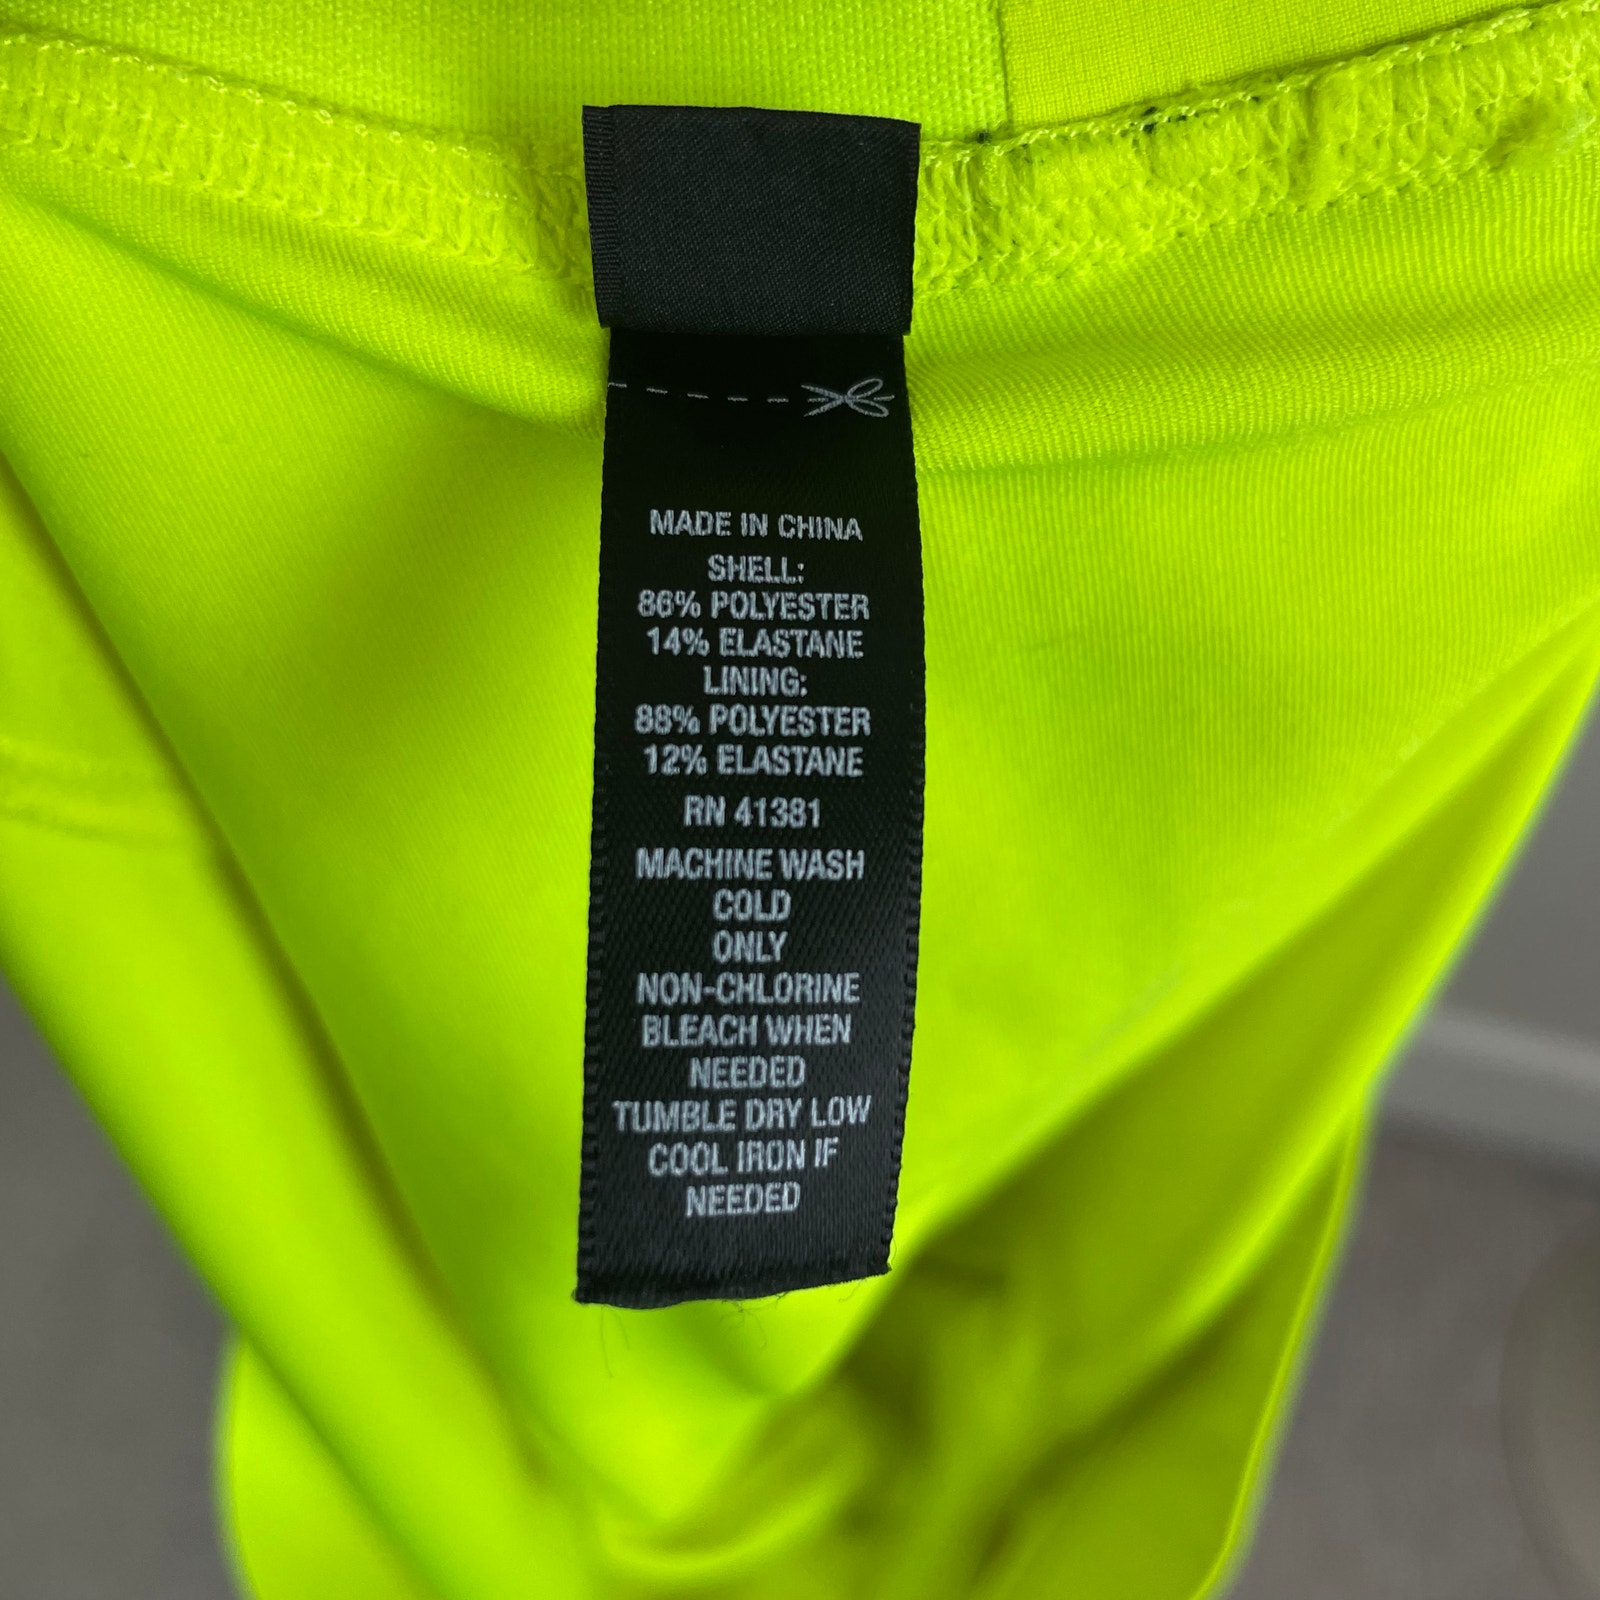 MADE IN CHINA
SHELL:
86% POLYESTER
14% ELASTANE
LINING:
88% POLYESTER
12% ELASTANE
RN 41381
MACHINE WASH
COLD
ONLY
NON-CHLORINE
BLEACH WHEN
NEEDED
TUMBLE DRY LOW
COOL IRON IF
NEEDED